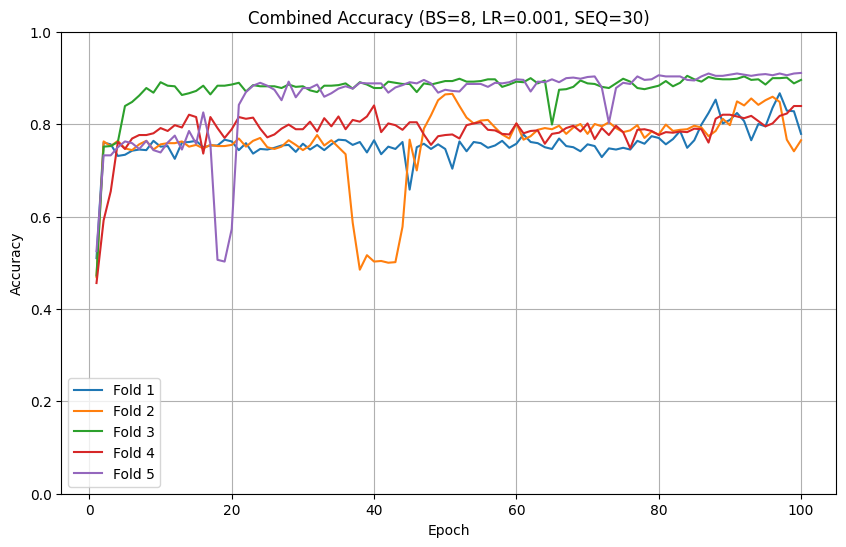 Combined Accuracy (BS=8, LR=0.001, SEQ=30)
1.0
0.8
0.6
0.4
0.2
0.0
Accuracy
Fold 1
Fold 2
Fold 3
Fold 4
Fold 5
0 20 40 60 80 100
Epoch